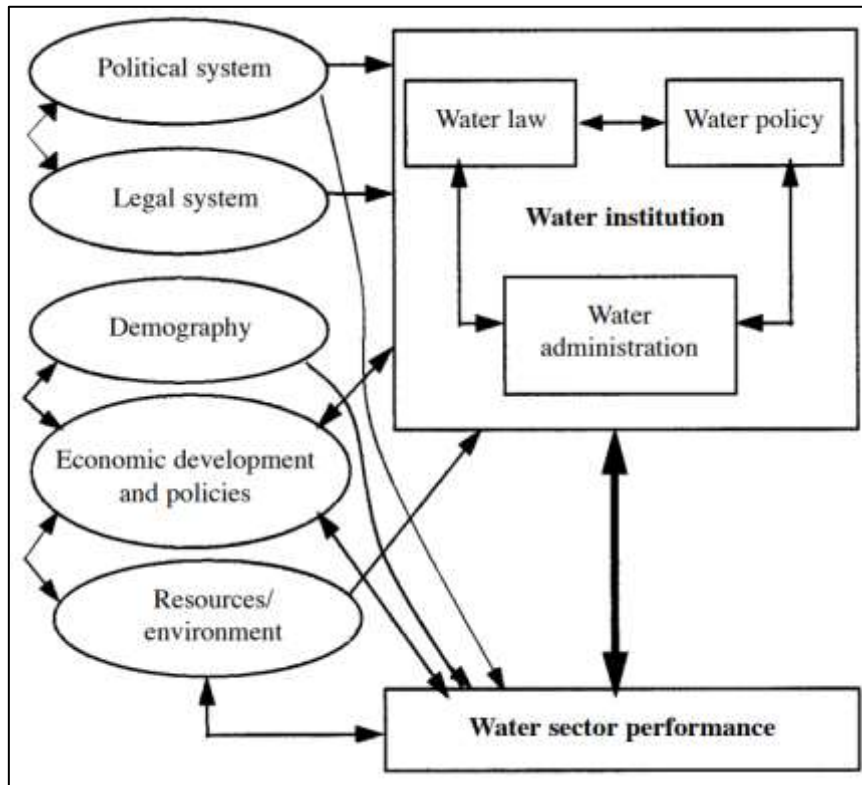 Political system
Legal system
Demography
Economic development
and policies
Resources/
environment
Water law
Water policy
Water institution
Water
administration
Water sector performance